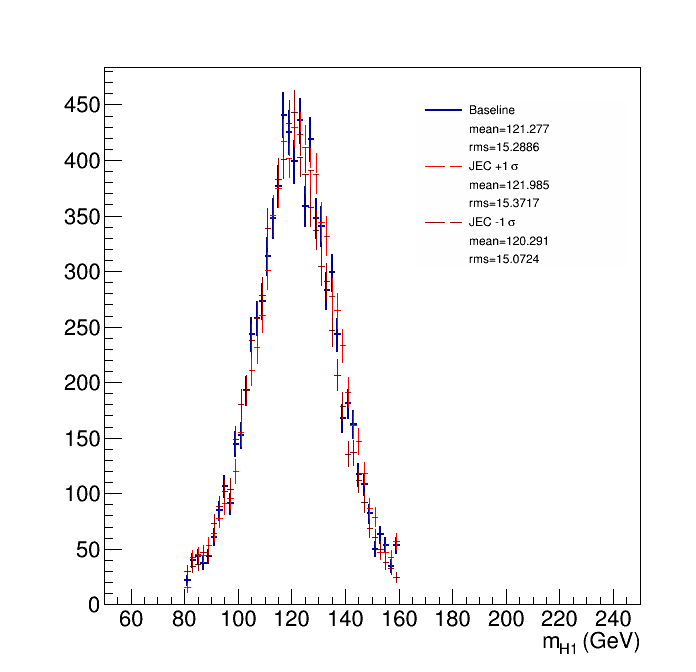 450
400
350
300
250
200
150
100
50
0
Baseline
mean=121.277
rms=15.2886
JEC +1 σ
mean=121.985
rms=15.3717
JEC -1 σ
mean=120.291
rms=15.0724
60 80 100 120 140 160 180 200 220 240
m_H1 (GeV)